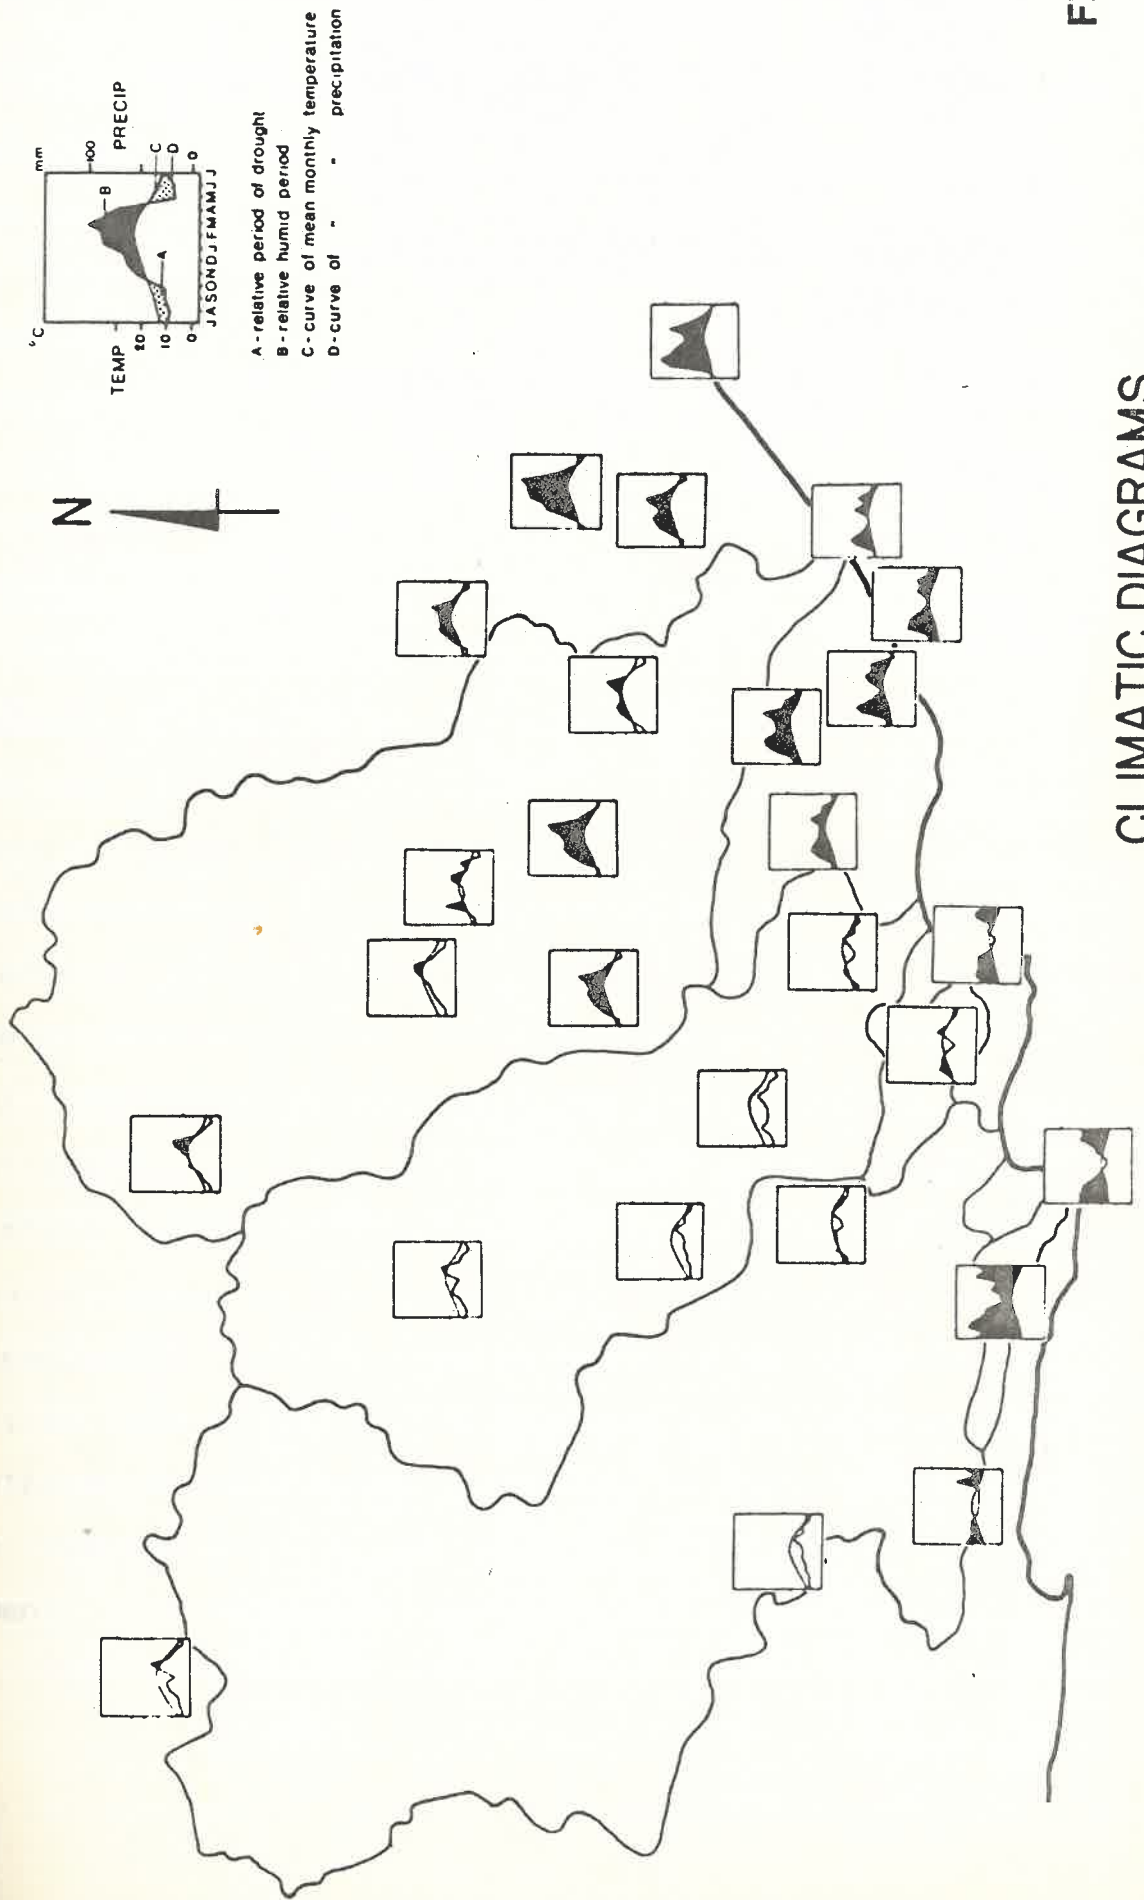 N
°C
mm
TEMP
PRECIP
20
10
0
100
0
A
B
C
D
J A S O N D J F M A M J J
A - relative period of drought
B - relative humid period
C - curve of mean monthly temperature
D - curve of " " precipitation
CLIMATIC DIAGRAMS